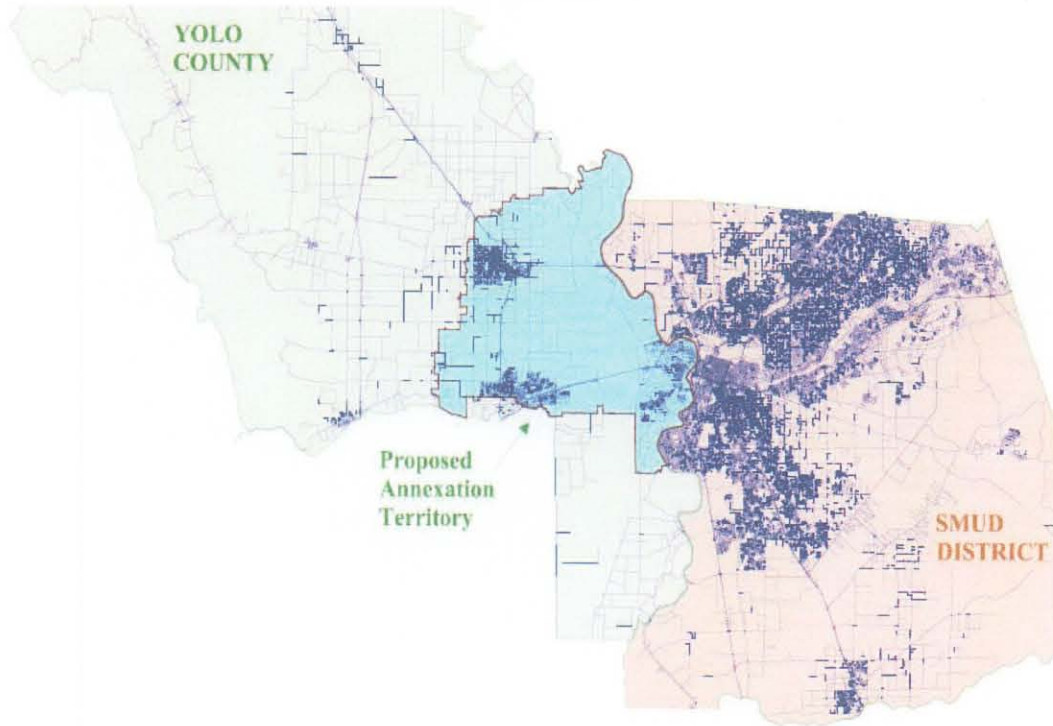 YOLO
COUNTY
Proposed
Annexation
Territory
SMUD
DISTRICT